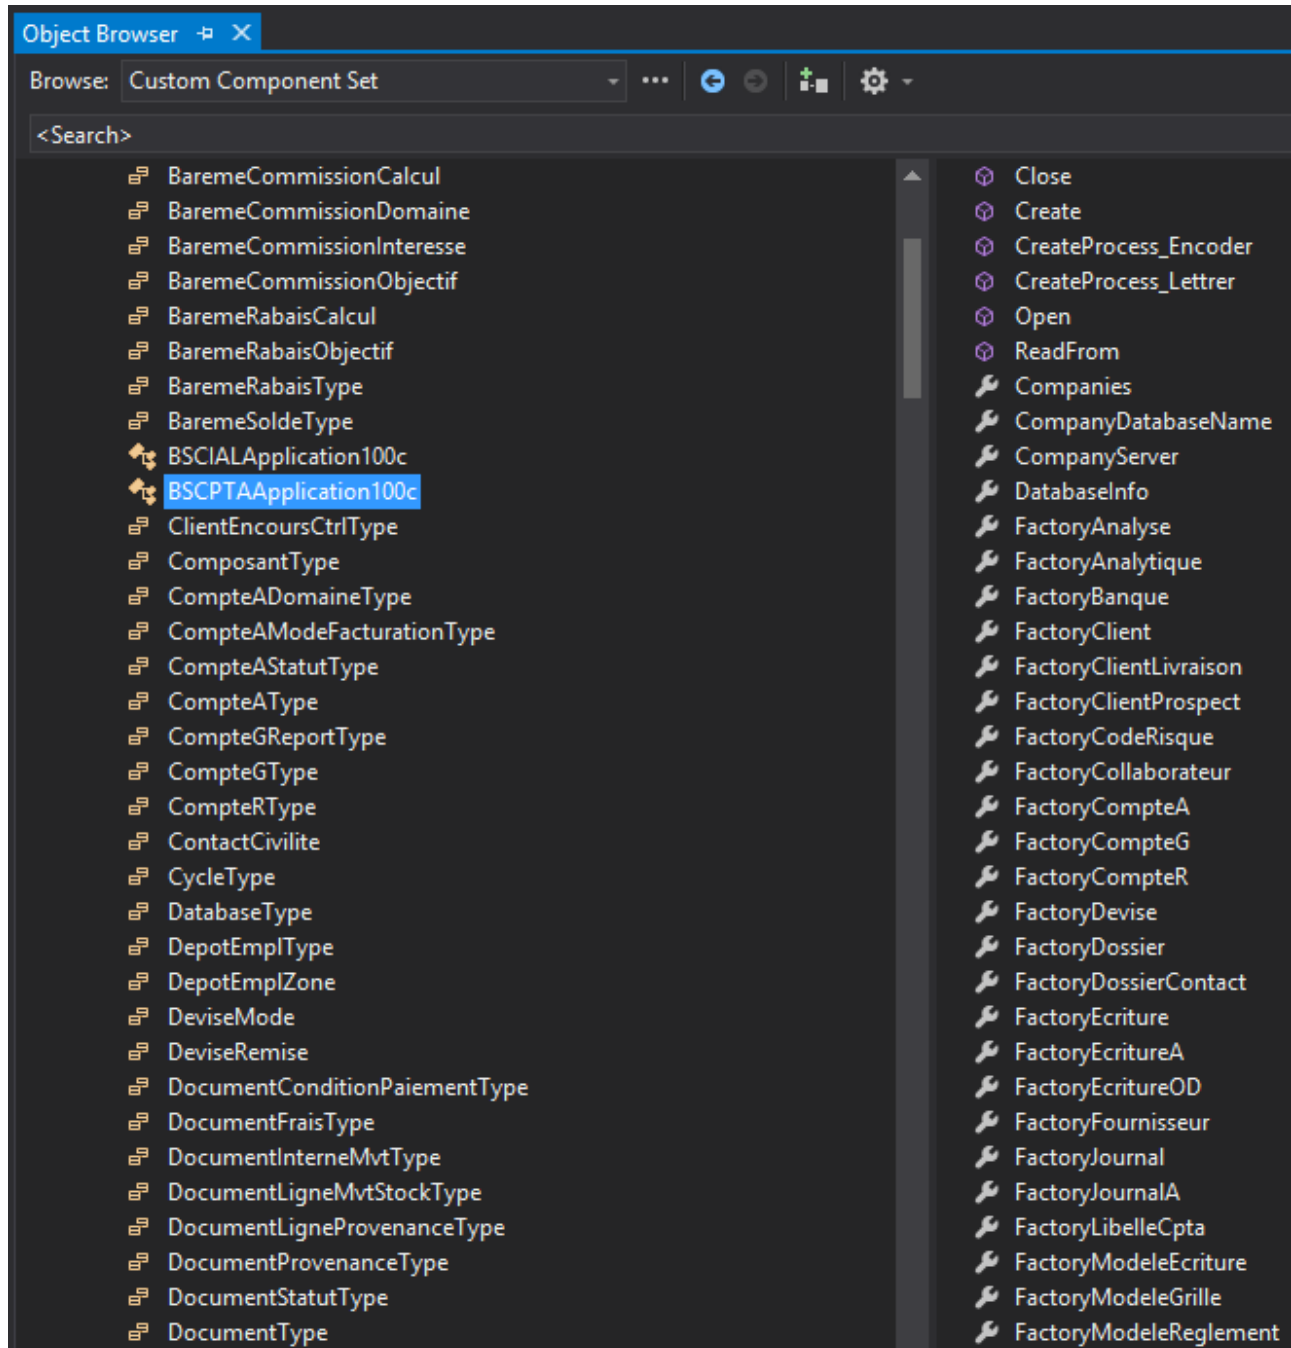 Object Browser
Browse: Custom Component Set
<Search>
BaremeCommissionCalcul
BaremeCommissionDomaine
BaremeCommissionInteresse
BaremeCommissionObjectif
BaremeRabaisCalcul
BaremeRabaisObjectif
BaremeRabaisType
BaremeSoldeType
BSCIALApplication100c
BSCPTAApplication100c
ClientEncoursCtrlType
ComposantType
CompteADomaineType
CompteAModeFacturationType
CompteAStatutType
CompteAType
CompteGReportType
CompteGType
CompteRType
ContactCivilite
CycleType
DatabaseType
DepotEmplType
DepotEmplZone
DeviseMode
DeviseRemise
DocumentConditionPaiementType
DocumentFraisType
DocumentInterneMvtType
DocumentLigneMvtStockType
DocumentLigneProvenanceType
DocumentProvenanceType
DocumentStatutType
DocumentType
Close
Create
CreateProcess_Encoder
CreateProcess_Lettrer
Open
ReadFrom
Companies
CompanyDatabaseName
CompanyServer
DatabaseInfo
FactoryAnalyse
FactoryAnalytique
FactoryBanque
FactoryClient
FactoryClientLivraison
FactoryClientProspect
FactoryCodeRisque
FactoryCollaborateur
FactoryCompteA
FactoryCompteG
FactoryCompteR
FactoryDevise
FactoryDossier
FactoryDossierContact
FactoryEcriture
FactoryEcritureA
FactoryEcritureOD
FactoryFournisseur
FactoryJournal
FactoryJournalA
FactoryLibelleCpta
FactoryModeleEcriture
FactoryModeleGrille
FactoryModeleReglement